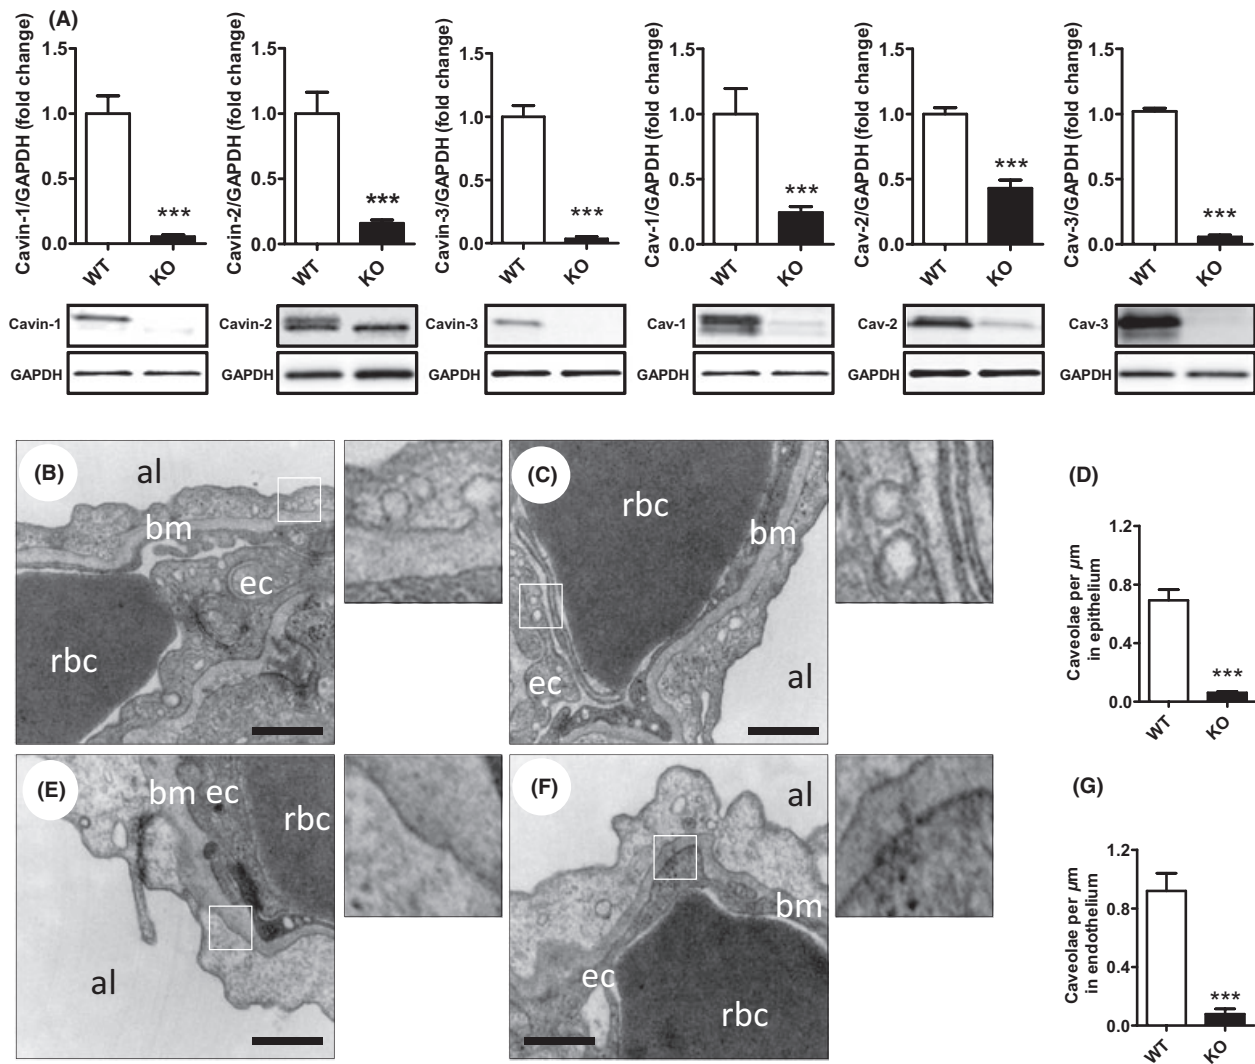 (A)
Cavin-1/GAPDH (fold change)
1.5
1.0
0.5
0.0
***
WT
KO
Cavin-2/GAPDH (fold change)
1.5
1.0
0.5
0.0
***
WT
KO
Cavin-3/GAPDH (fold change)
1.5
1.0
0.5
0.0
***
WT
KO
Cav-1/GAPDH (fold change)
1.5
1.0
0.5
0.0
***
WT
KO
Cav-2/GAPDH (fold change)
1.5
1.0
0.5
0.0
***
WT
KO
Cav-3/GAPDH (fold change)
1.5
1.0
0.5
0.0
***
WT
KO
Cavin-1
Cavin-2
Cavin-3
Cav-1
Cav-2
Cav-3
GAPDH
GAPDH
GAPDH
GAPDH
GAPDH
GAPDH
(B)
al
bm
ec
rbc
(C)
rbc
bm
ec
al
(D)
Caveolae per µm
in epithelium
1.2
0.8
0.4
0.0
***
WT
KO
(E)
bm ec
rbc
al
(F)
al
bm
ec
rbc
(G)
Caveolae per µm
in endothelium
1.2
0.8
0.4
0.0
***
WT
KO